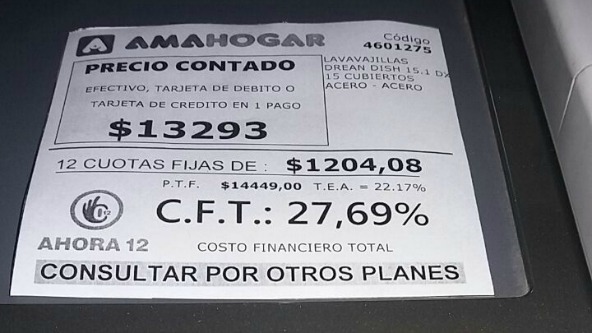 AMAHOGAR
Código
4601275
PRECIO CONTADO
EFECTIVO, TARJETA DE DEBITO O
TARJETA DE CREDITO EN 1 PAGO
$13293
LAVAVAJILLAS
DREAN DISH 15.1 DX
15 CUBIERTOS
ACERO - ACERO
12 CUOTAS FIJAS DE : $1204,08
P.T.F. $14449,00 T.E.A. = 22.17%
C.F.T.: 27,69%
AHORA 12
COSTO FINANCIERO TOTAL
CONSULTAR POR OTROS PLANES